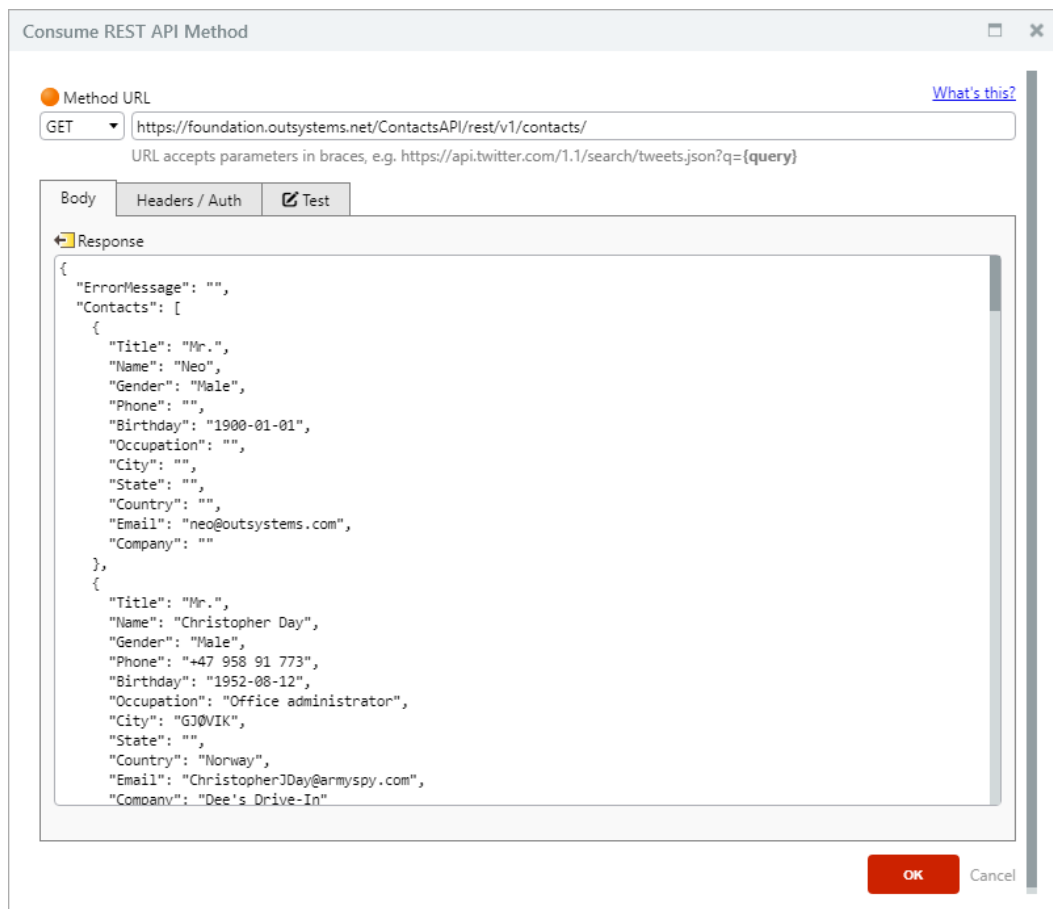 Consume REST API Method
Method URL
What's this?
GET
https://foundation.outsystems.net/ContactsAPI/rest/v1/contacts/
URL accepts parameters in braces, e.g. https://api.twitter.com/1.1/search/tweets.json?q={query}
Body
Headers / Auth
Test
Response
{
"ErrorMessage": "",
"Contacts": [
{
"Title": "Mr.",
"Name": "Neo",
"Gender": "Male",
"Phone": "",
"Birthday": "1900-01-01",
"Occupation": "",
"City": "",
"State": "",
"Country": "",
"Email": "neo@outsystems.com",
"Company": ""
},
{
"Title": "Mr.",
"Name": "Christopher Day",
"Gender": "Male",
"Phone": "+47 958 91 773",
"Birthday": "1952-08-12",
"Occupation": "Office administrator",
"City": "GJØVIK",
"State": "",
"Country": "Norway",
"Email": "ChristopherJDay@armyspy.com",
"Company": "Dee's Drive-In"
OK
Cancel